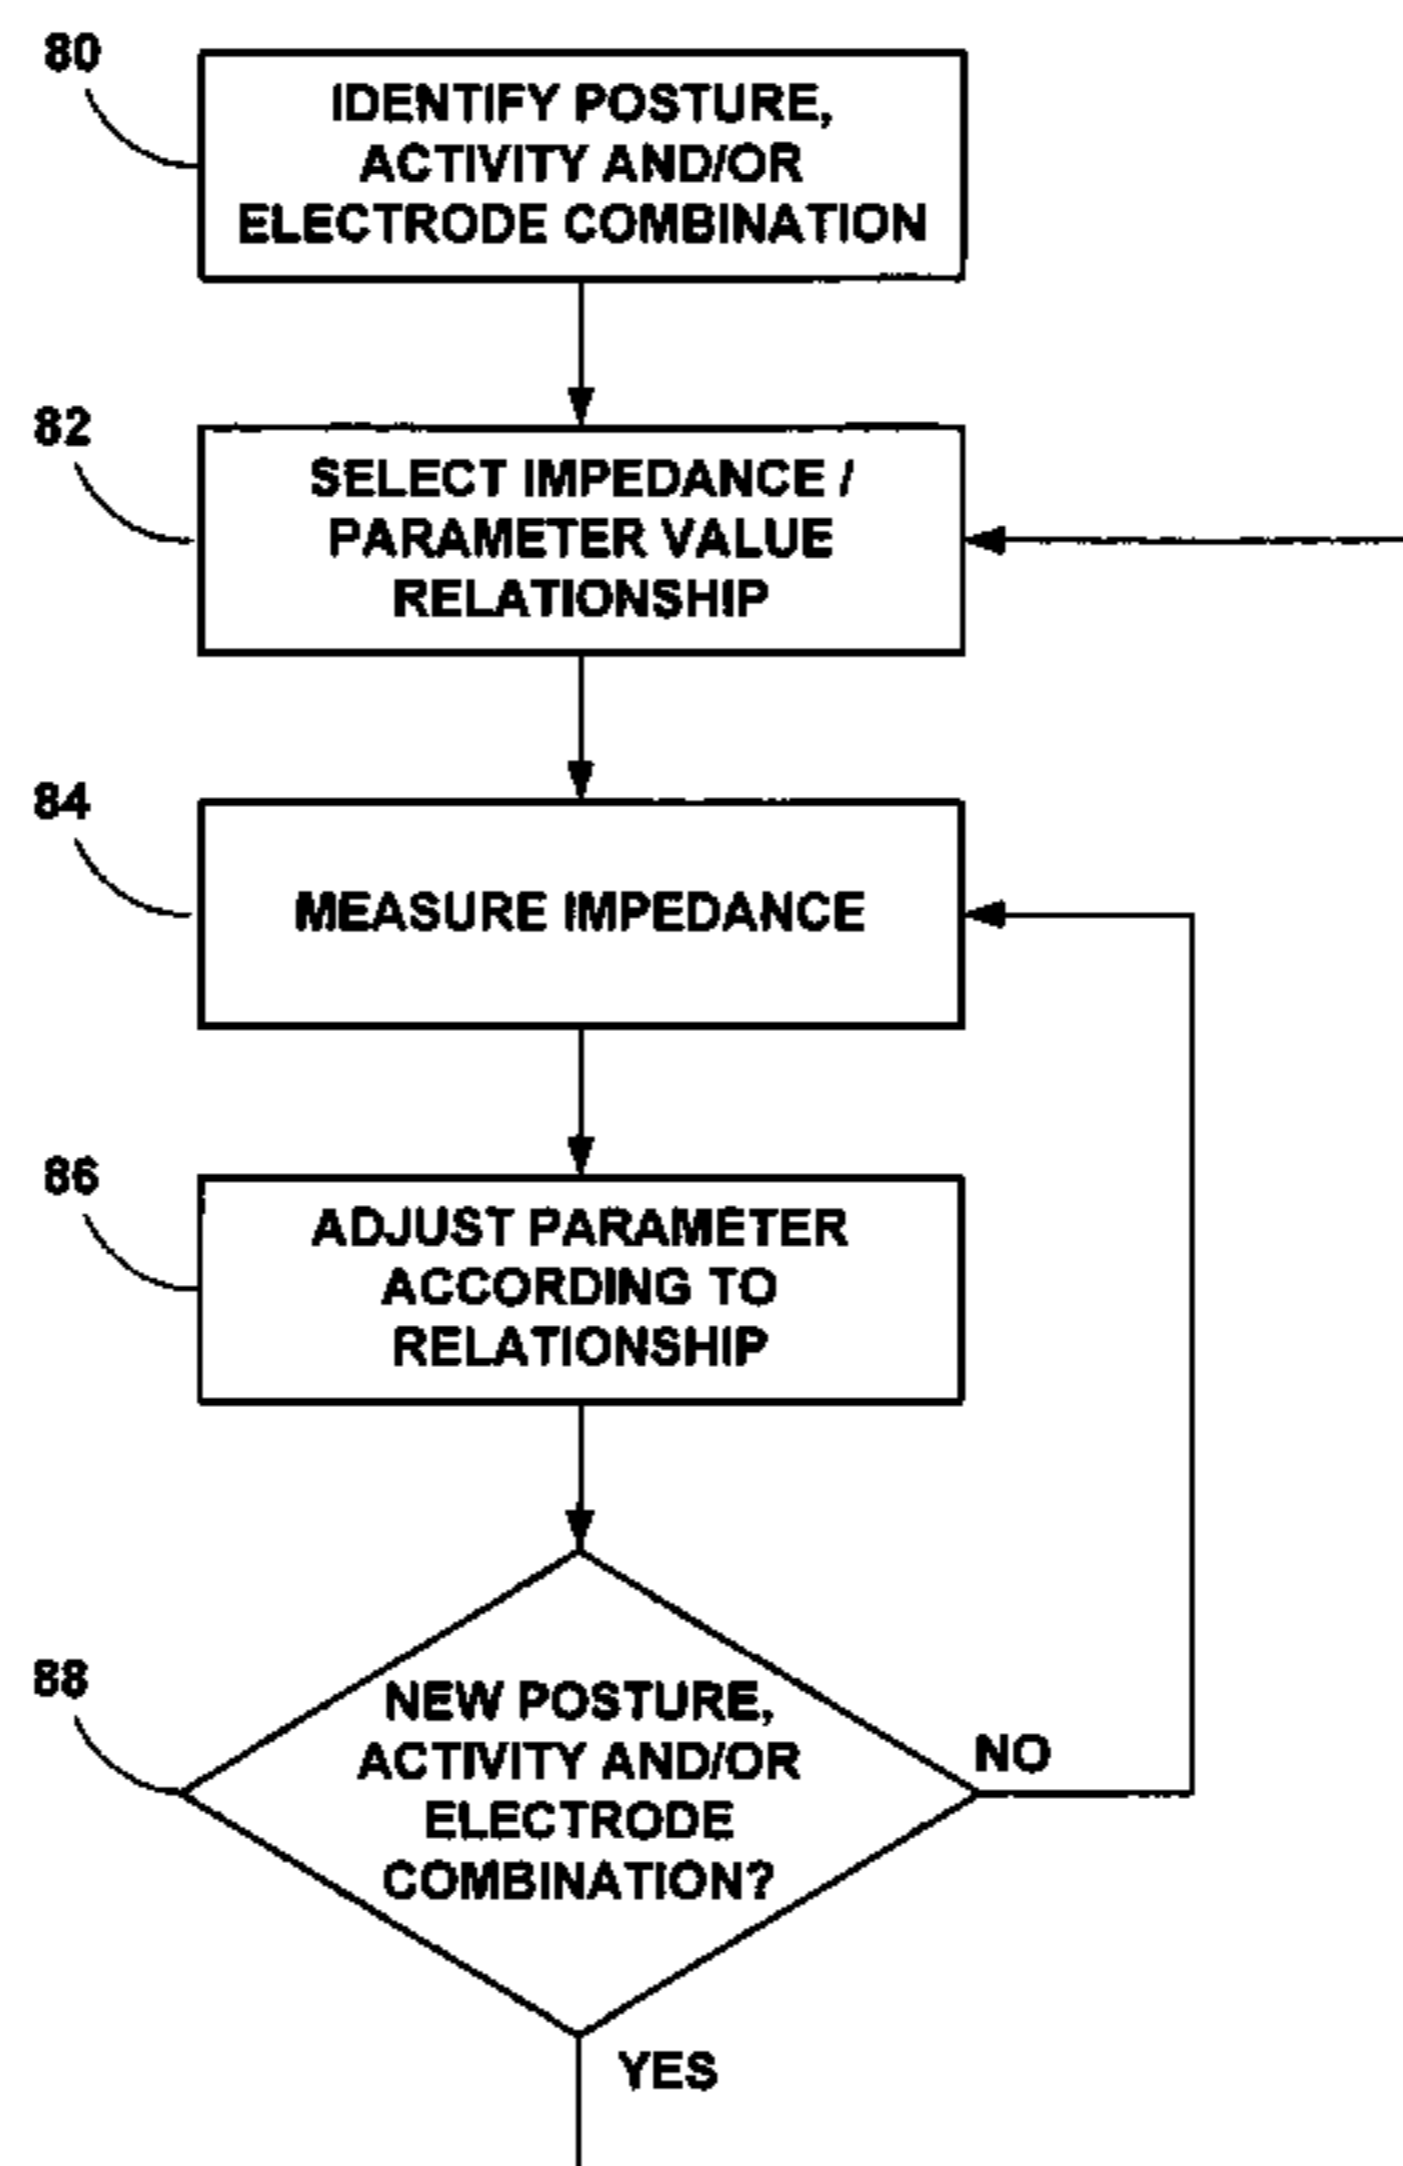 80
IDENTIFY POSTURE,
ACTIVITY AND/OR
ELECTRODE COMBINATION
82
SELECT IMPEDANCE /
PARAMETER VALUE
RELATIONSHIP
84
MEASURE IMPEDANCE
86
ADJUST PARAMETER
ACCORDING TO
RELATIONSHIP
88
NEW POSTURE,
ACTIVITY AND/OR
ELECTRODE
COMBINATION?
NO
YES